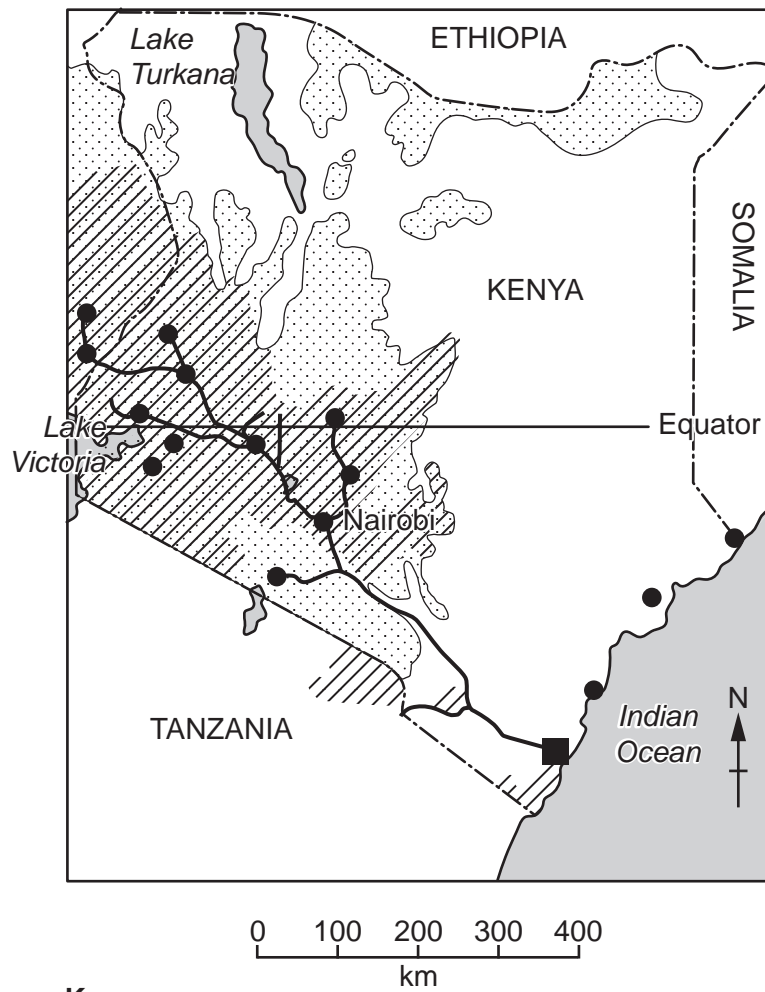 Lake
Turkana
ETHIOPIA
SOMALIA
KENYA
Lake
Victoria
Equator
Nairobi
TANZANIA
Indian
Ocean
N
0 100 200 300 400
km